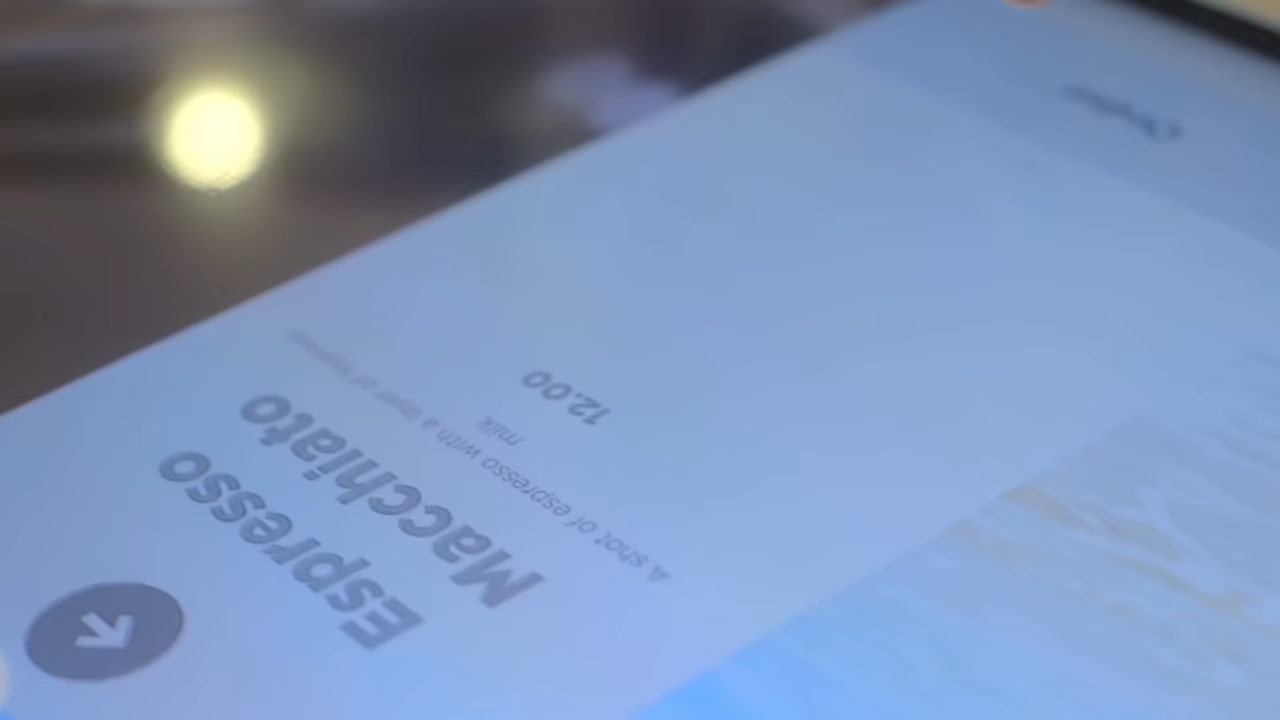 Espresso
Macchiato
A shot of espresso with a layer of foamed
milk.
12.00